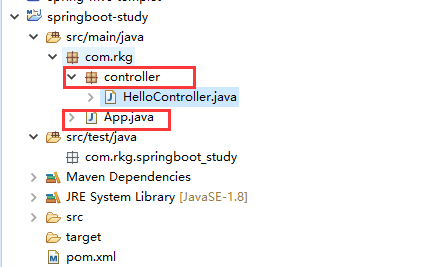 springboot-study
src/main/java
com.rkg
controller
HelloController.java
App.java
src/test/java
com.rkg.springboot_study
Maven Dependencies
JRE System Library [JavaSE-1.8]
src
target
pom.xml